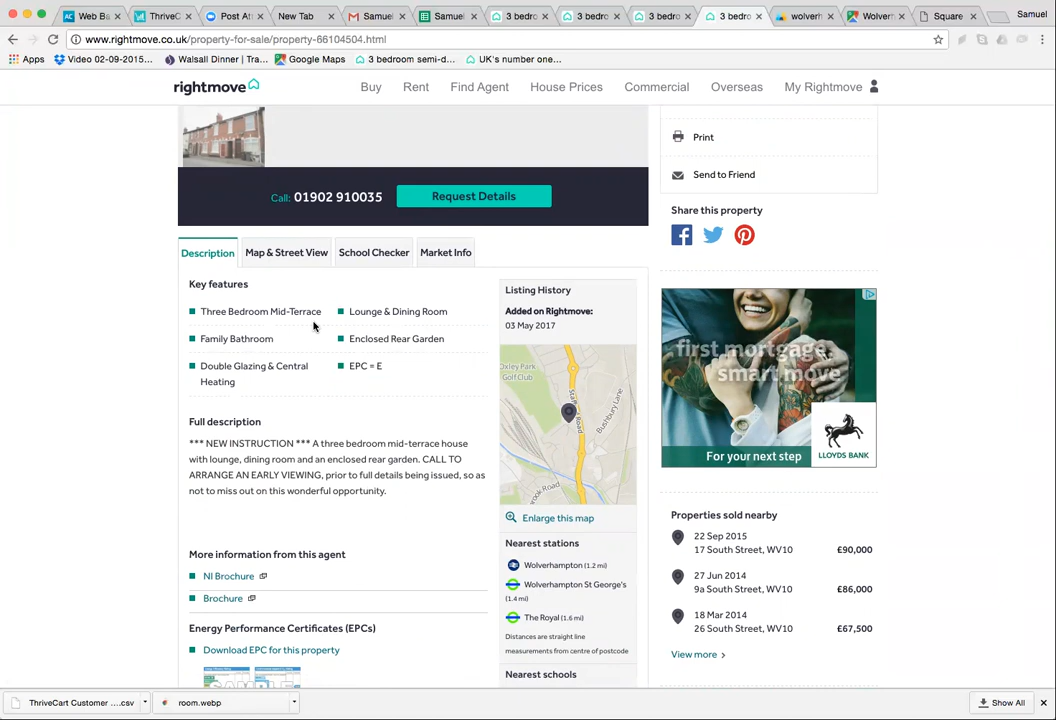 Web Ba
ThriveC
Post At
New Tab
Samuel
Samuel
3 bedro
3 bedro
3 bedro
3 bedro
wolverh
Wolverh
Square
Samuel
www.rightmove.co.uk/property-for-sale/property-66104504.html
Apps
Video 02-09-2015...
Walsall Dinner | Tra...
Google Maps
3 bedroom semi-d...
UK's number one...
rightmove
Buy
Rent
Find Agent
House Prices
Commercial
Overseas
My Rightmove
Print
Send to Friend
Call: 01902 910035
Request Details
Share this property
Description
Map & Street View
School Checker
Market Info
Key features
Three Bedroom Mid-Terrace
Lounge & Dining Room
Family Bathroom
Enclosed Rear Garden
Double Glazing & Central
Heating
EPC = E
Full description
*** NEW INSTRUCTION *** A three bedroom mid-terrace house
with lounge, dining room and an enclosed rear garden. CALL TO
ARRANGE AN EARLY VIEWING, prior to full details being issued, so as
not to miss out on this wonderful opportunity.
More information from this agent
NI Brochure
Brochure
Energy Performance Certificates (EPCs)
Download EPC for this property
SAMPLE
Listing History
Added on Rightmove:
03 May 2017
Oxley Park
Golf Club
Staf Road
Bushbury Lane
brook Road
Enlarge this map
Nearest stations
Wolverhampton (1.2 mi)
Wolverhampton St George's
(1.4 mi)
The Royal (1.6 mi)
Distances are straight line
measurements from centre of postcode
Nearest schools
first mortgage,
smart move
For your next step
LLOYDS BANK
Properties sold nearby
22 Sep 2015
17 South Street, WV10 £90,000
27 Jun 2014
9a South Street, WV10 £86,000
18 Mar 2014
26 South Street, WV10 £67,500
View more
ThriveCart Customer ....csv
room.webp
Show All